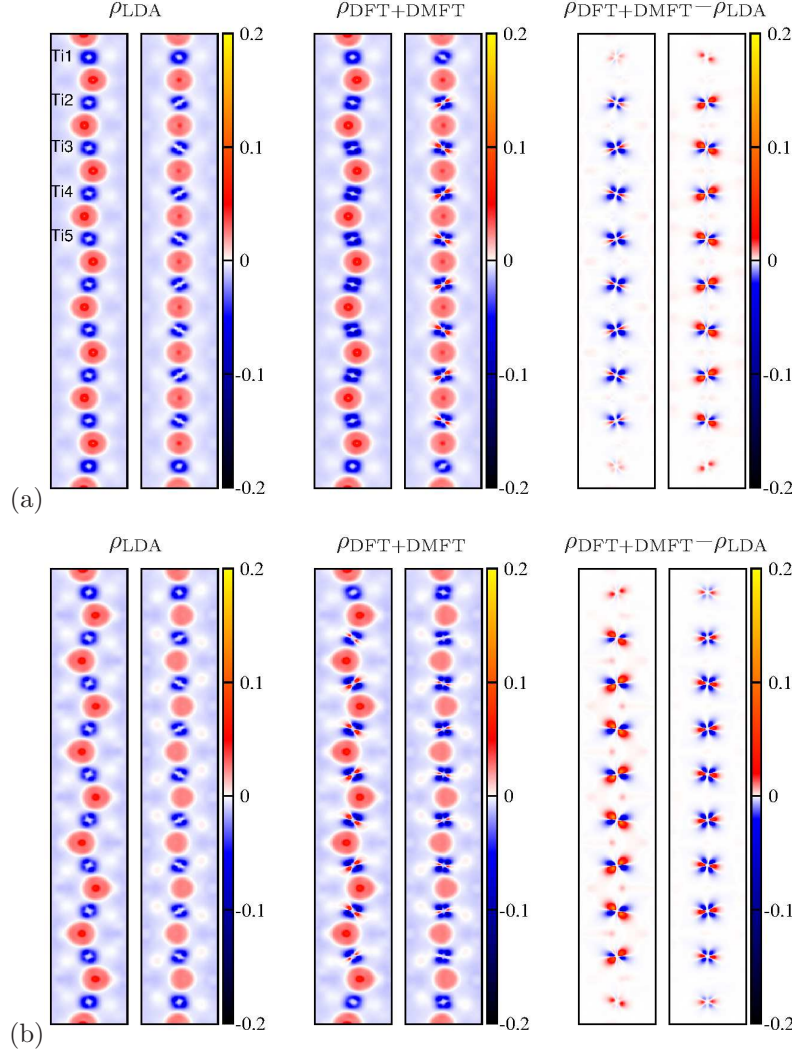 ρLDA ρDFT+DMFT ρDFT+DMFT−ρLDA
Ti1
Ti2
Ti3
Ti4
Ti5
0.2 0.2 0.2
0.1 0.1 0.1
0 0 0
-0.1 -0.1 -0.1
-0.2 -0.2 -0.2
(a)
ρLDA ρDFT+DMFT ρDFT+DMFT−ρLDA
0.2 0.2 0.2
0.1 0.1 0.1
0 0 0
-0.1 -0.1 -0.1
-0.2 -0.2 -0.2
(b)